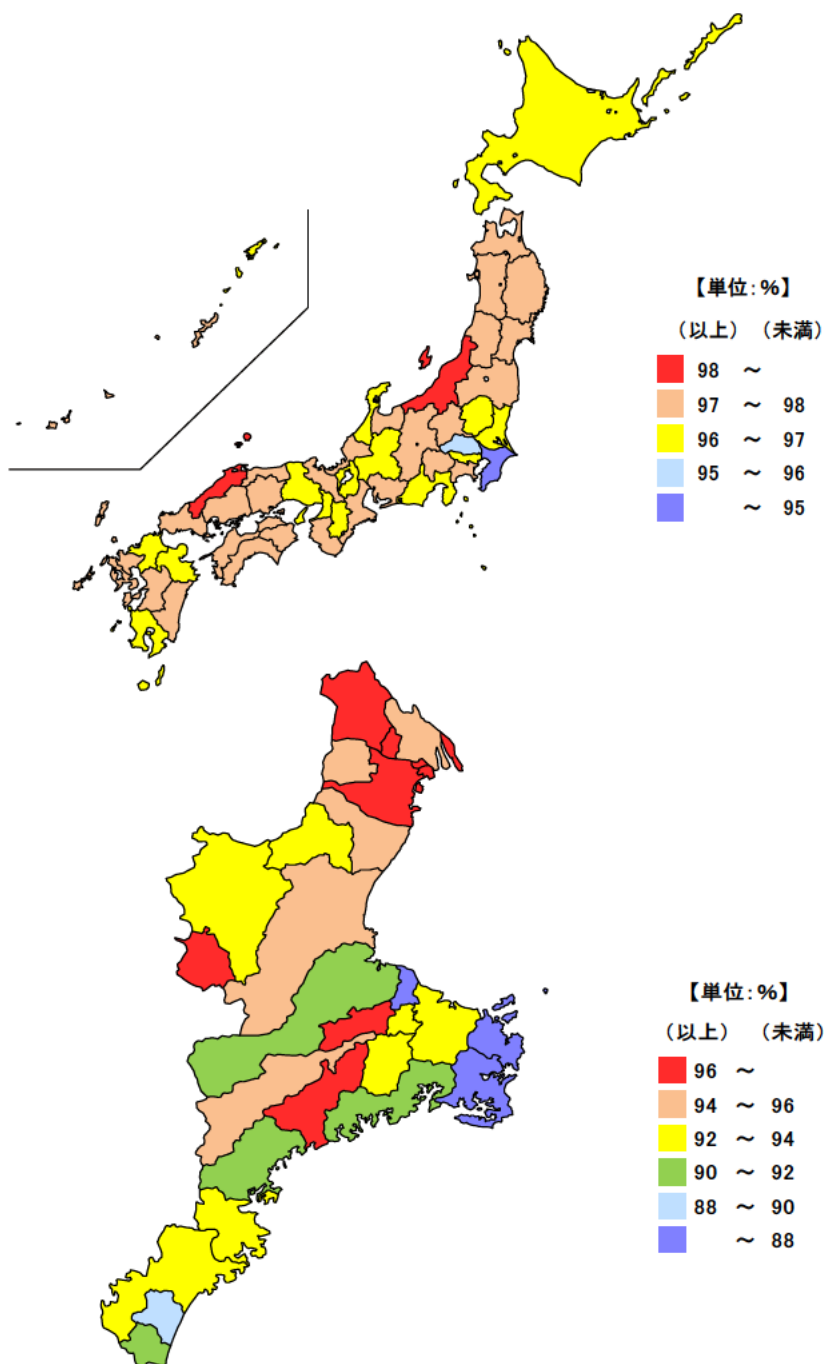 【単位:%】
（以上） （未満）
98 ～
97 ～ 98
96 ～ 97
95 ～ 96
～ 95
【単位:%】
（以上） （未満）
96 ～
94 ～ 96
92 ～ 94
90 ～ 92
88 ～ 90
～ 88